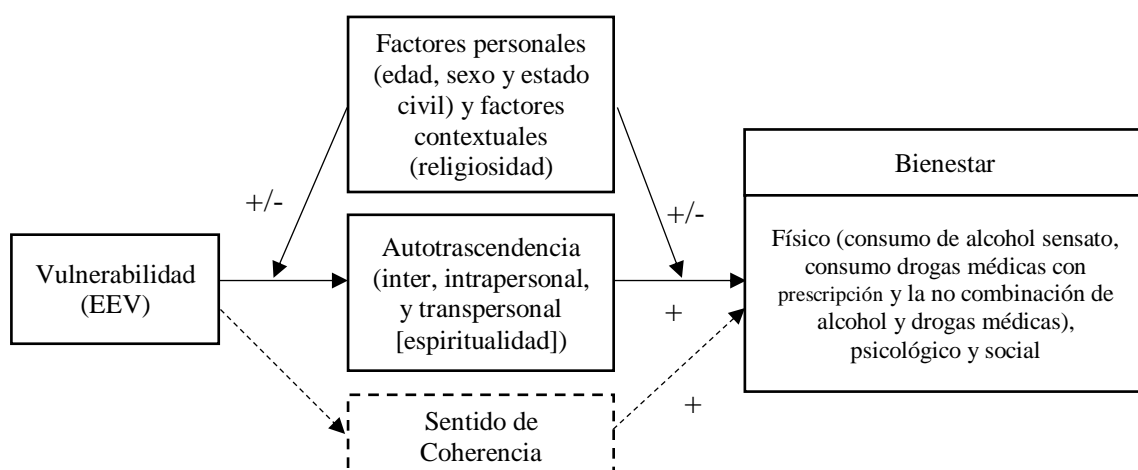 Factores personales
(edad, sexo y estado
civil) y factores
contextuales
(religiosidad)
+/-
+/-
Bienestar
Vulnerabilidad
(EEV)
Autotrascendencia
(inter, intrapersonal,
y transpersonal
[espiritualidad])
+
Físico (consumo de alcohol sensato,
consumo drogas médicas con
prescripción y la no combinación de
alcohol y drogas médicas),
psicológico y social
Sentido de
Coherencia
+